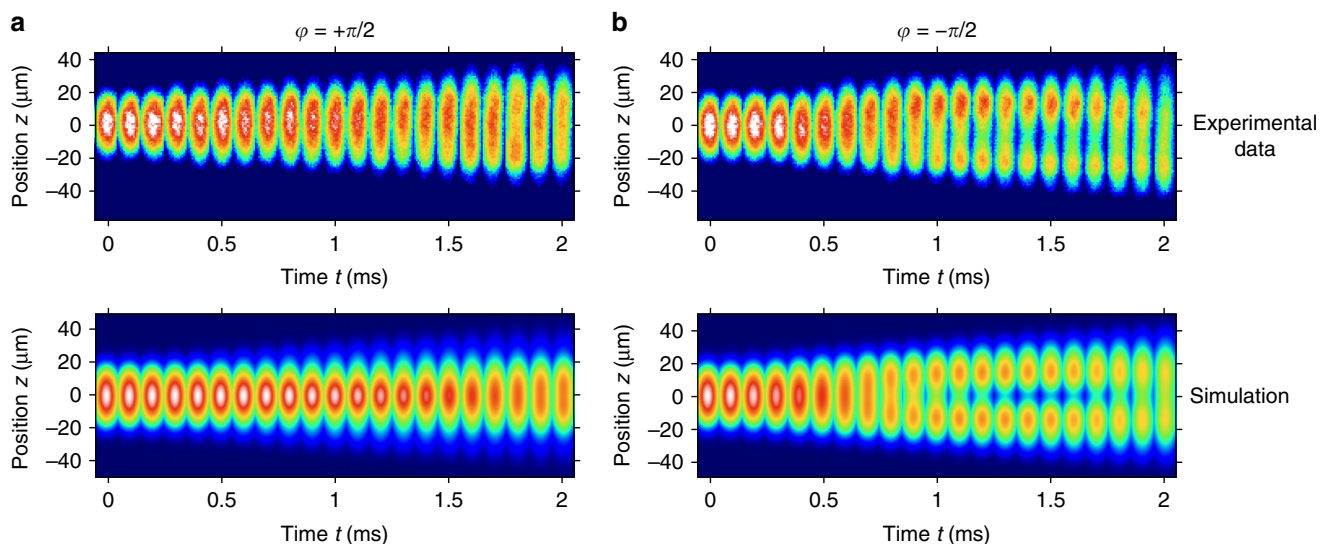 a
φ = +π/2
b
φ = −π/2
Position z (μm)
40
20
0
−20
−40
0 0.5 1 1.5 2
Time t (ms)
Position z (μm)
40
20
0
−20
−40
0 0.5 1 1.5 2
Time t (ms)
Experimental
data
Position z (μm)
40
20
0
−20
−40
0 0.5 1 1.5 2
Time t (ms)
Position z (μm)
40
20
0
−20
−40
0 0.5 1 1.5 2
Time t (ms)
Simulation